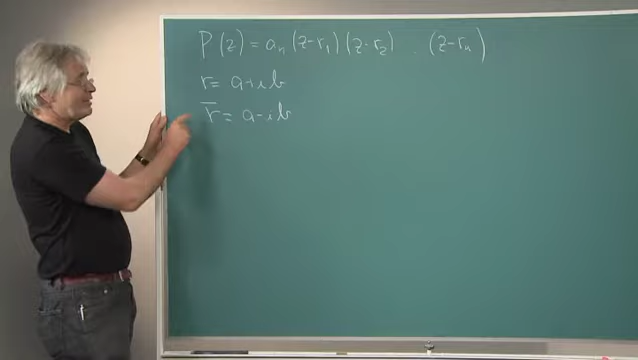 P(z) = aₙ (z-r₁)(z-r₂) . (z-rₙ)
r = a+ib
r̅ = a-ib